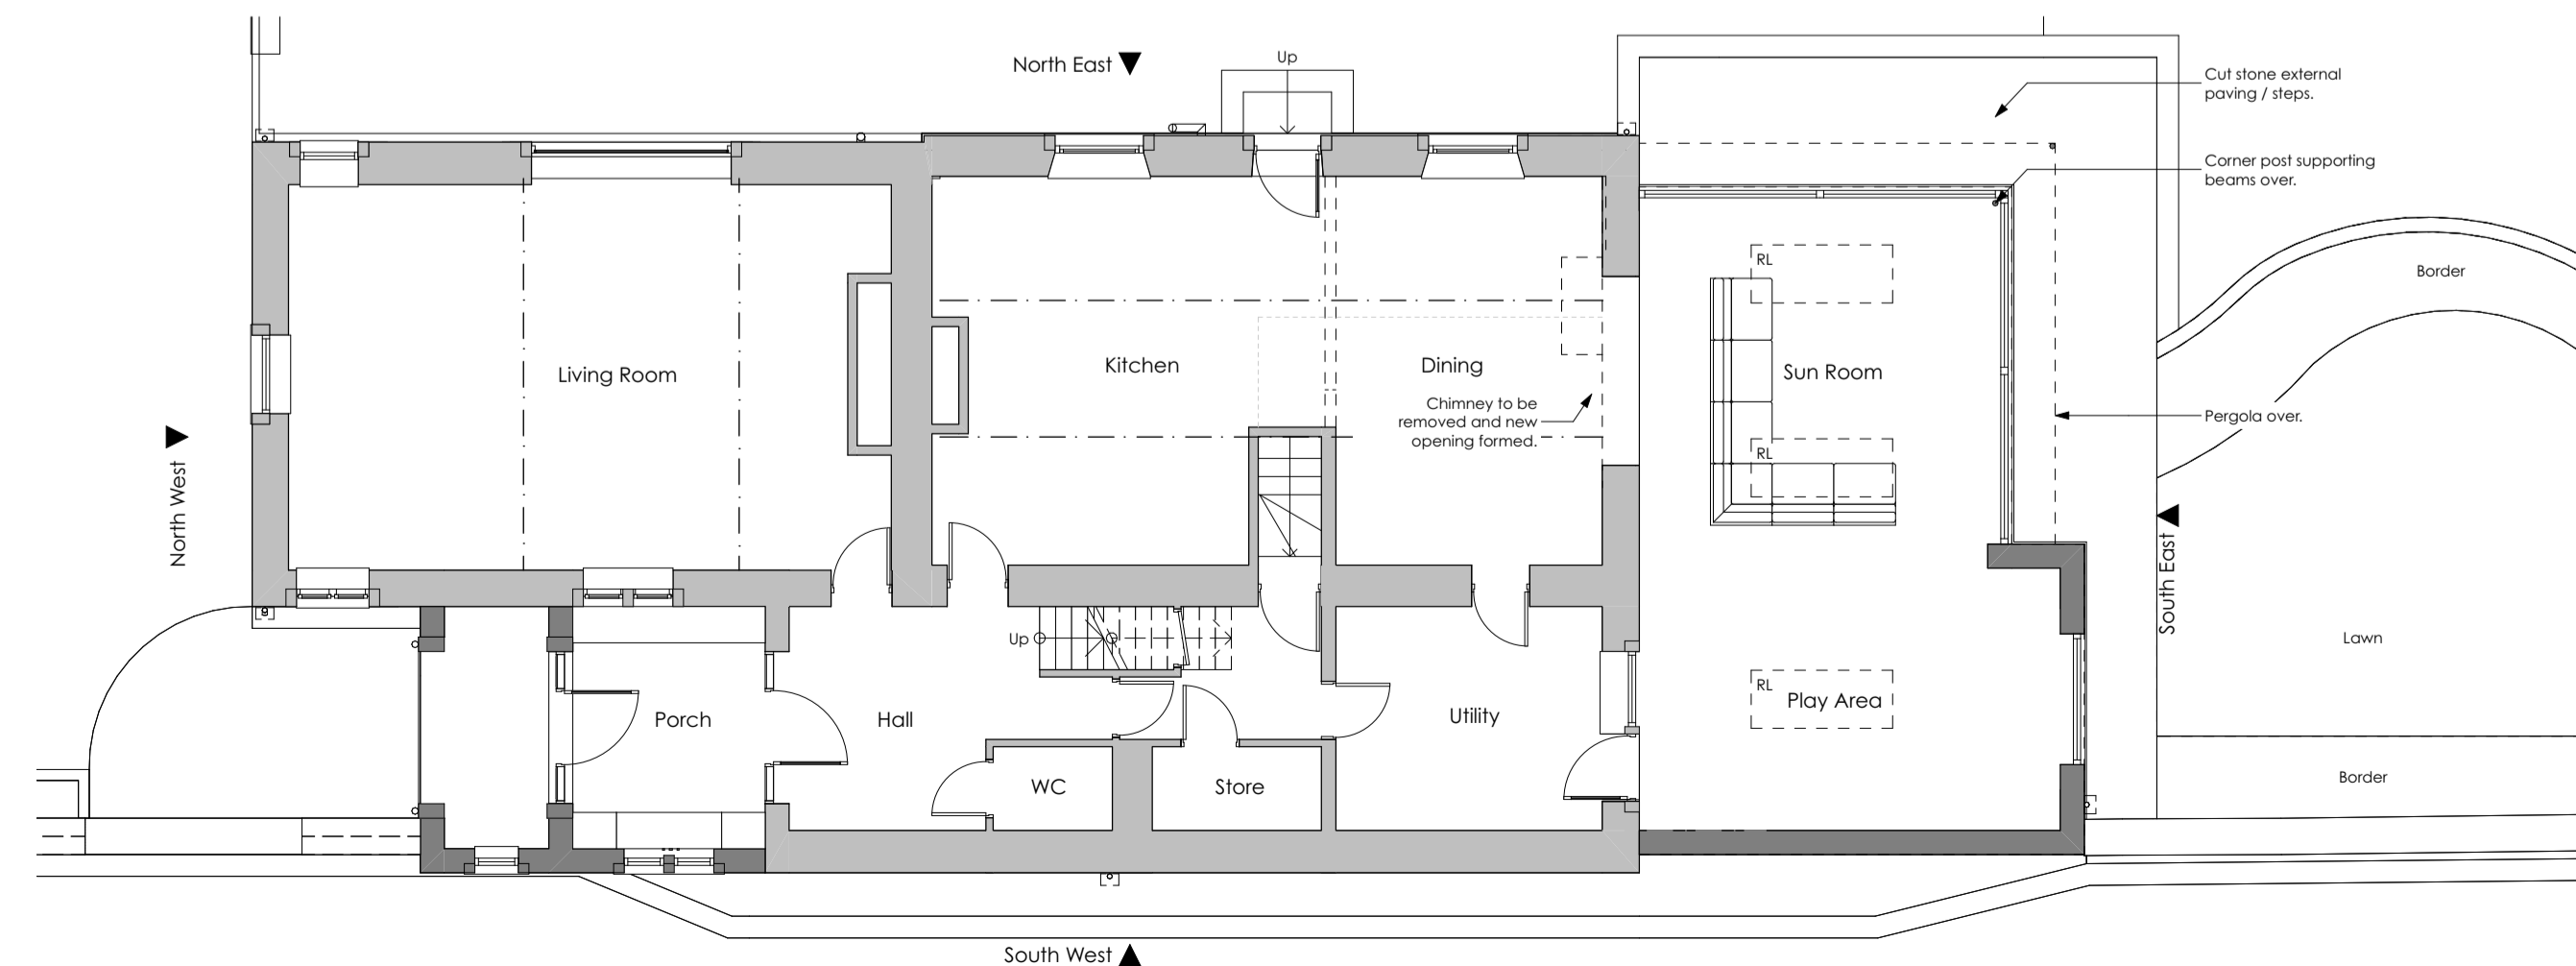 North East
Up
Cut stone external
paving / steps.
Corner post supporting
beams over.
RL
Border
Living Room
Kitchen
Dining
Sun Room
Chimney to be
removed and new
opening formed.
Pergola over.
RL
North West
South East
Up
Lawn
RL
Play Area
Porch
Hall
Utility
WC
Store
Border
South West